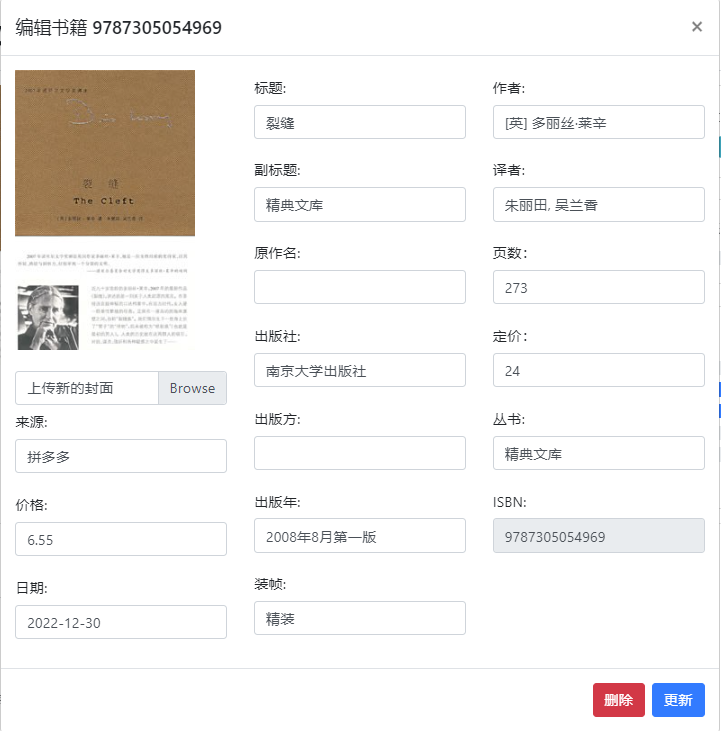 编辑书籍 9787305054969
×
裂 缝
The Cleft
上传新的封面
Browse
来源:
拼多多
价格:
6.55
日期:
2022-12-30
标题:
裂缝
副标题:
精典文库
原作名:
出版社:
南京大学出版社
出版方:
出版年:
2008年8月第一版
装帧:
精装
作者:
[英] 多丽丝·莱辛
译者:
朱丽田, 吴兰香
页数:
273
定价:
24
丛书:
精典文库
ISBN:
9787305054969
删除
更新